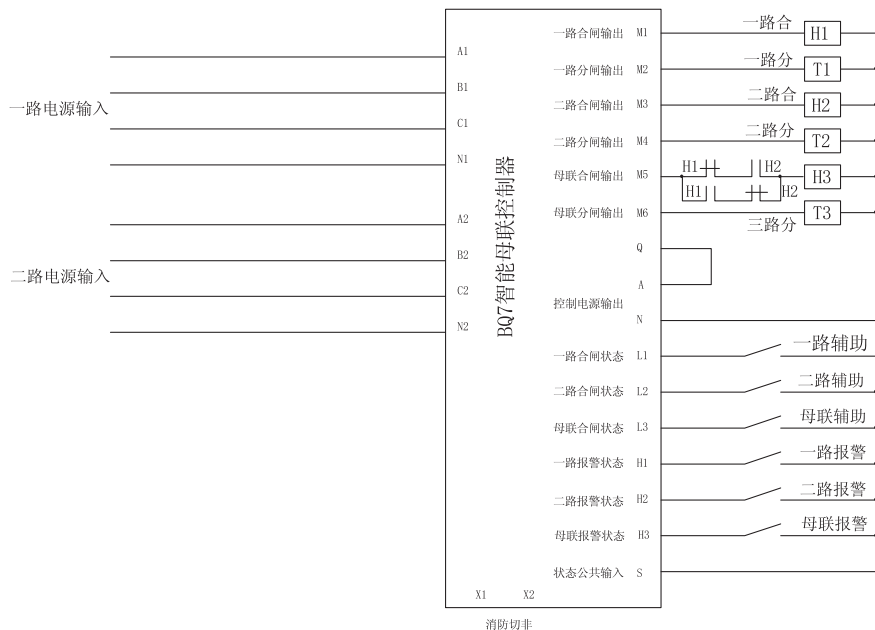 一路电源输入
A1
B1
C1
N1
二路电源输入
A2
B2
C2
N2
BQ7智能母联控制器
一路合闸输出 M1 一路合 H1
一路分闸输出 M2 一路分 T1
二路合闸输出 M3 二路合 H2
二路分闸输出 M4 二路分 T2
母联合闸输出 M5 H1 H2 H3
H1 H2
母联分闸输出 M6 T3
三路分
Q
A
控制电源输出
N
一路合闸状态 L1 一路辅助
二路合闸状态 L2 二路辅助
母联合闸状态 L3 母联辅助
一路报警状态 H1 一路报警
二路报警状态 H2 二路报警
母联报警状态 H3 母联报警
状态公共输入 S
X1 X2
消防切非